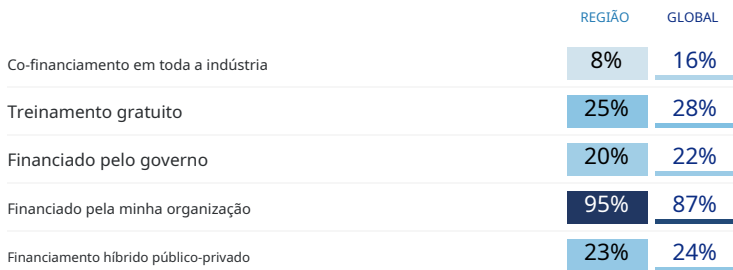 REGIÃO GLOBAL
Co-financiamento em toda a indústria 8% 16%
Treinamento gratuito 25% 28%
Financiado pelo governo 20% 22%
Financiado pela minha organização 95% 87%
Financiamento híbrido público-privado 23% 24%